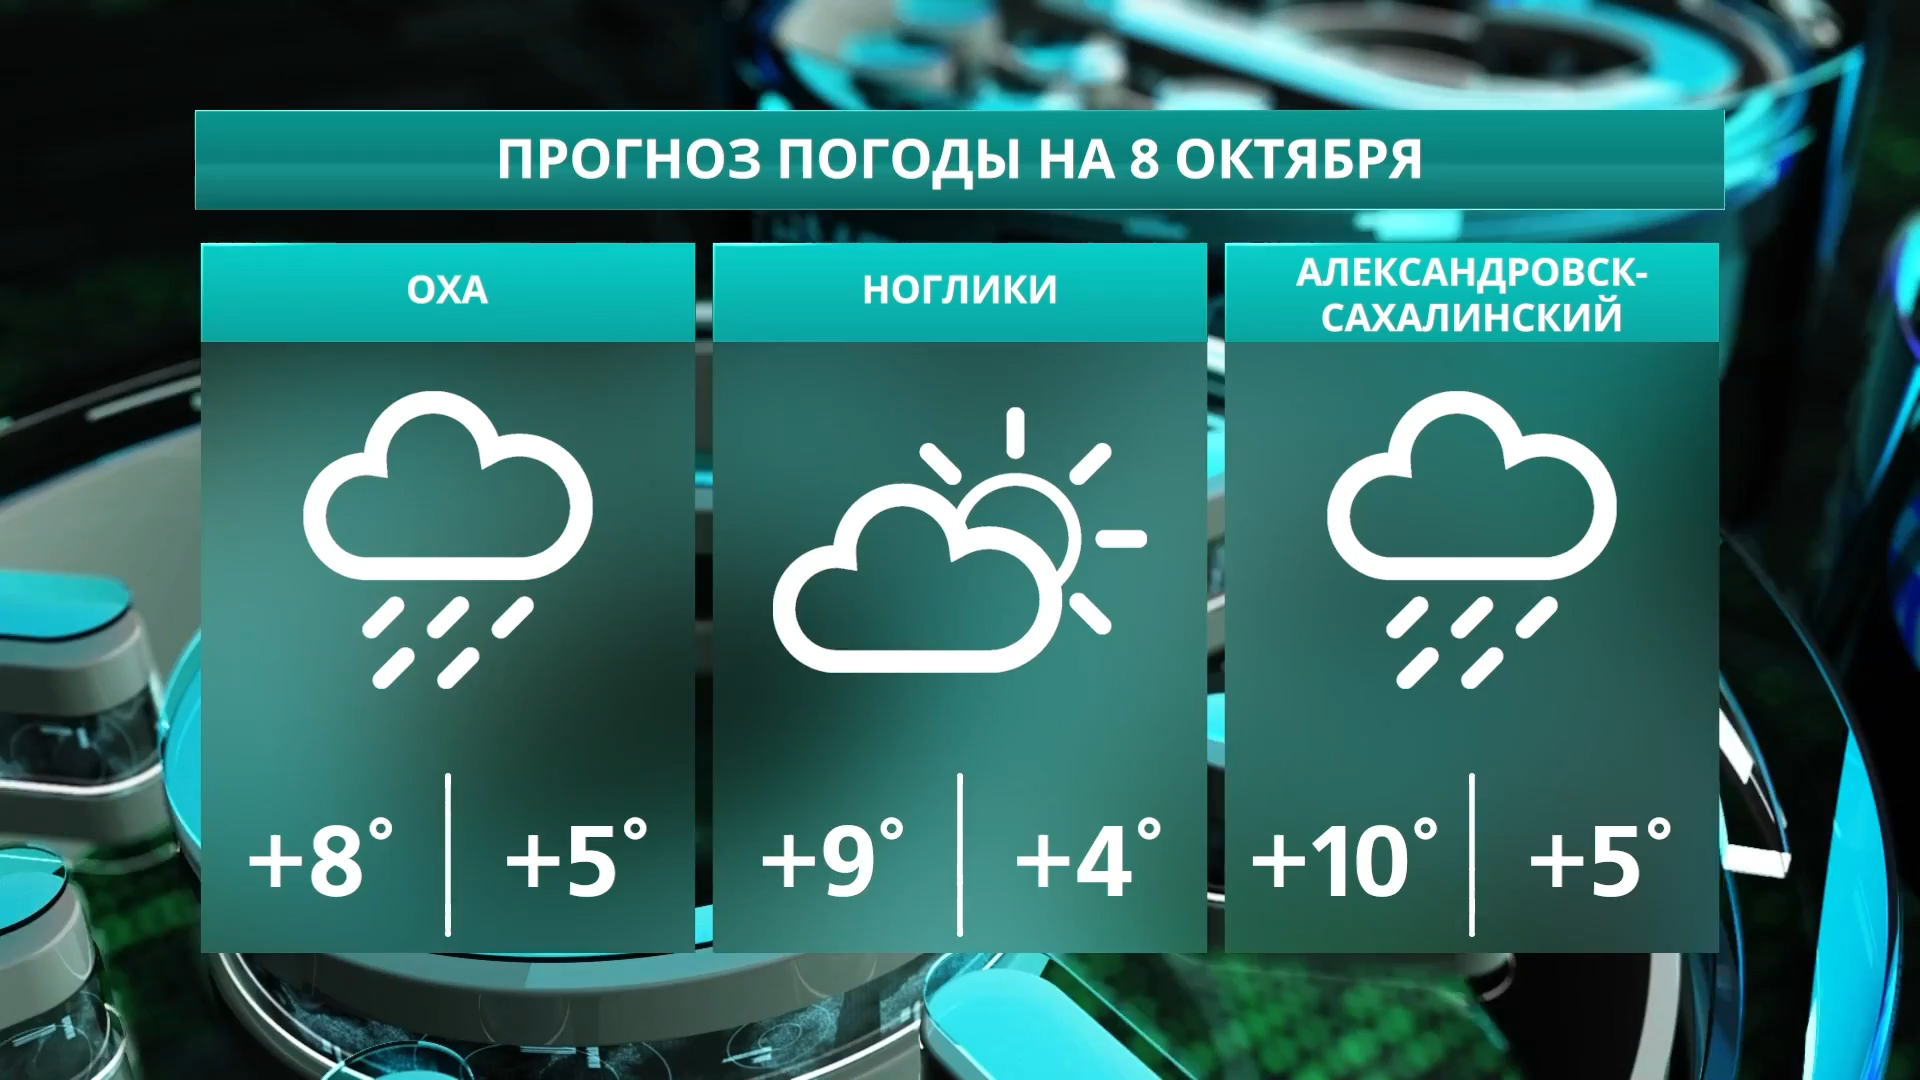 ПРОГНОЗ ПОГОДЫ НА 8 ОКТЯБРЯ
ОХА
НОГЛИКИ
АЛЕКСАНДРОВСК-
САХАЛИНСКИЙ
+8° +5°
+9° +4°
+10° +5°